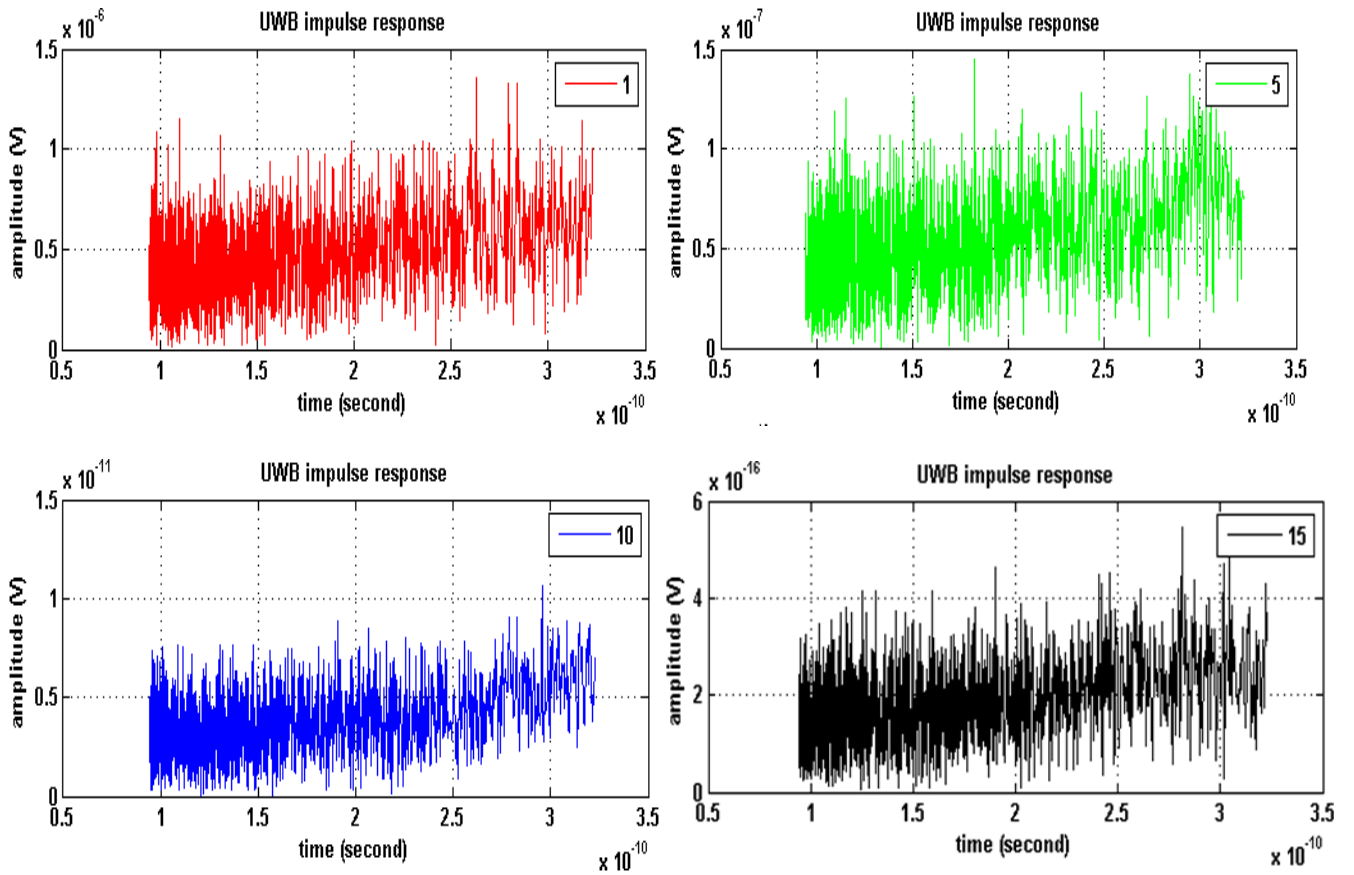 x 10^-6
UWB impulse response
1.5
1
0.5
0
amplitude (V)
1
0.5 1 1.5 2 2.5 3 3.5
time (second)
x 10^-10
x 10^-7
UWB impulse response
1.5
1
0.5
0
amplitude (V)
5
0.5 1 1.5 2 2.5 3 3.5
time (second)
x 10^-10
x 10^-11
UWB impulse response
1.5
1
0.5
0
amplitude (V)
10
0.5 1 1.5 2 2.5 3 3.5
time (second)
x 10^-10
x 10^-16
UWB impulse response
6
4
2
0
amplitude (V)
15
0.5 1 1.5 2 2.5 3 3.5
time (second)
x 10^-10